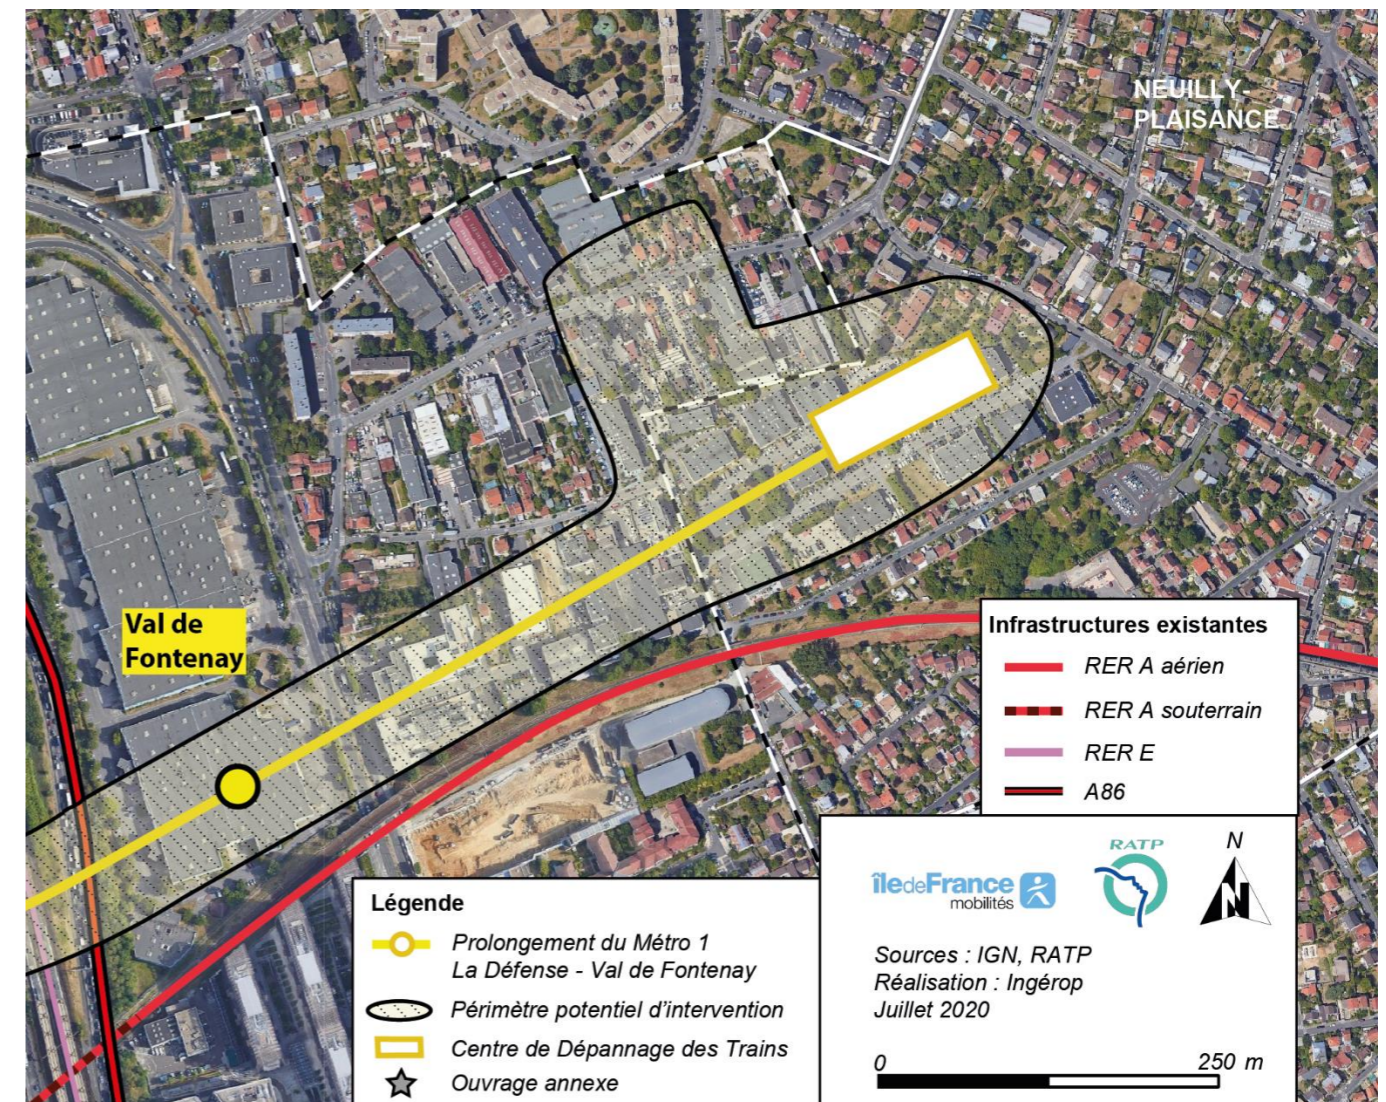 NEUILLY-
PLAISANCE
Val de
Fontenay
Infrastructures existantes
RER A aérien
RER A souterrain
RER E
A86
Légende
Prolongement du Métro 1
La Défense - Val de Fontenay
Périmètre potentiel d'intervention
Centre de Dépannage des Trains
Ouvrage annexe
îledeFrance
mobilités
RATP
N
N
Sources : IGN, RATP
Réalisation : Ingérop
Juillet 2020
0 250 m